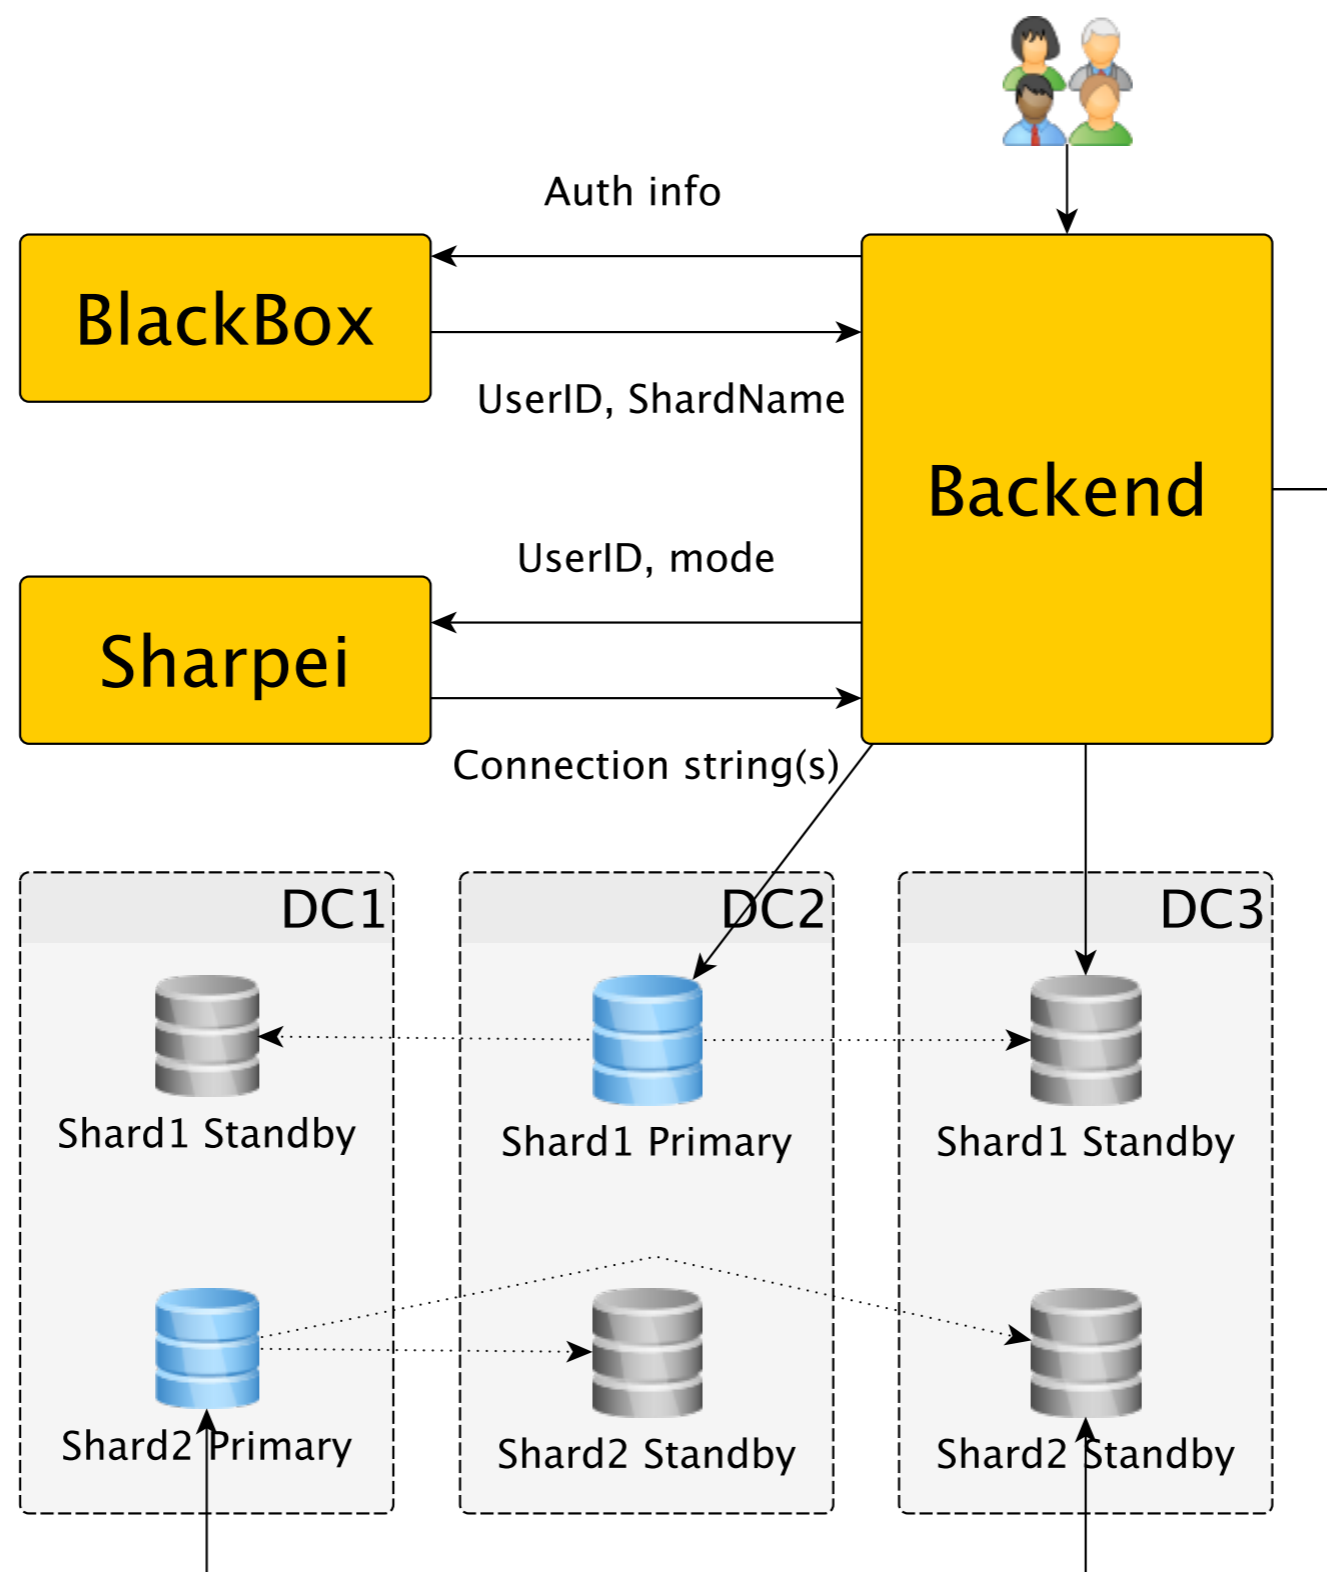 Auth info
BlackBox
UserID, ShardName
Backend
UserID, mode
Sharpei
Connection string(s)
DC1
DC2
DC3
Shard1 Standby
Shard1 Primary
Shard1 Standby
Shard2 Primary
Shard2 Standby
Shard2 Standby